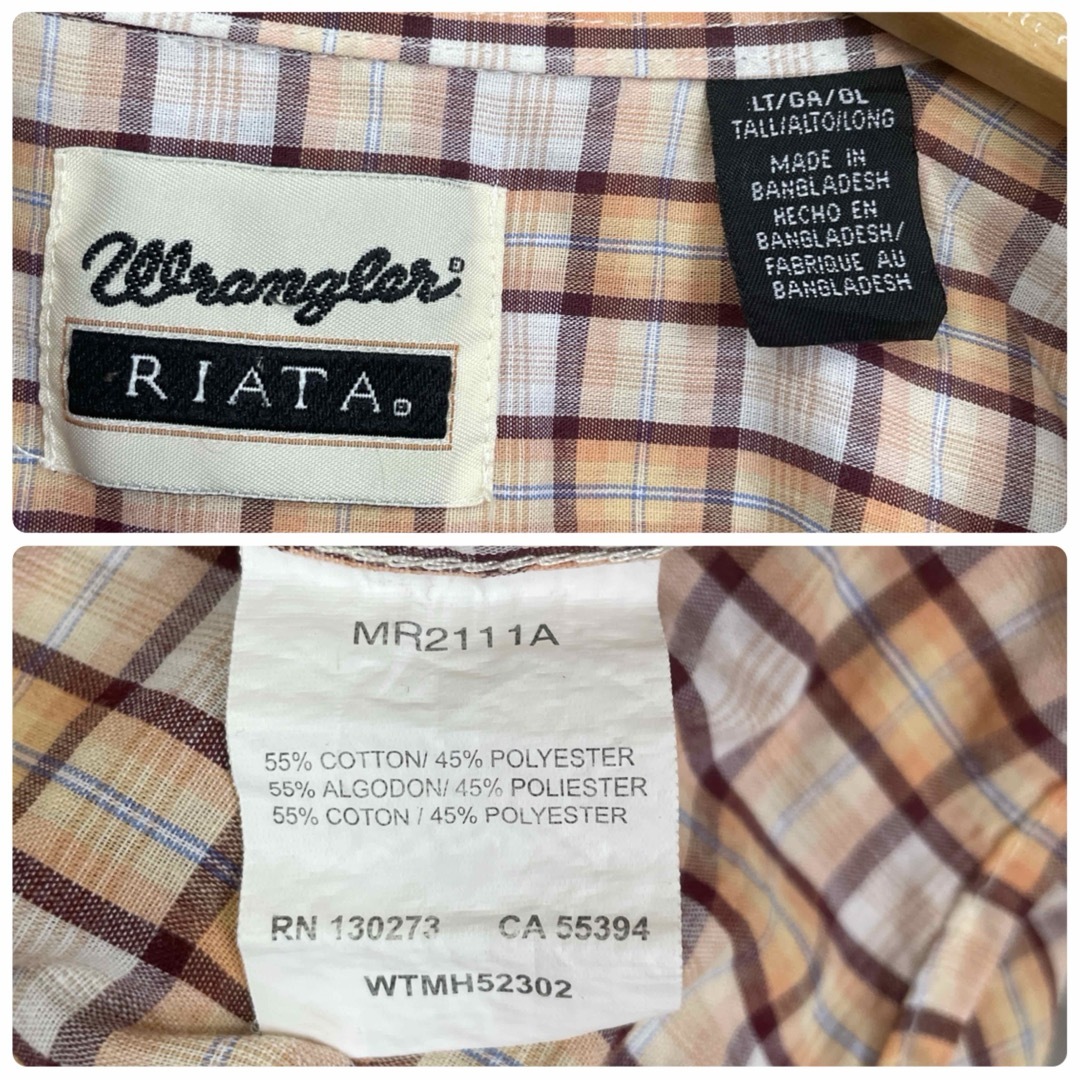 Wrangler
RIATA
LT/GA/GL
TALL/ALTO/LONG
MADE IN
BANGLADESH
HECHO EN
BANGLADESH/
FABRIQUE AU
BANGLADESH
MR2111A
55% COTTON/ 45% POLYESTER
55% ALGODON/ 45% POLIESTER
55% COTON / 45% POLYESTER
RN 130273 CA 55394
WTMH52302